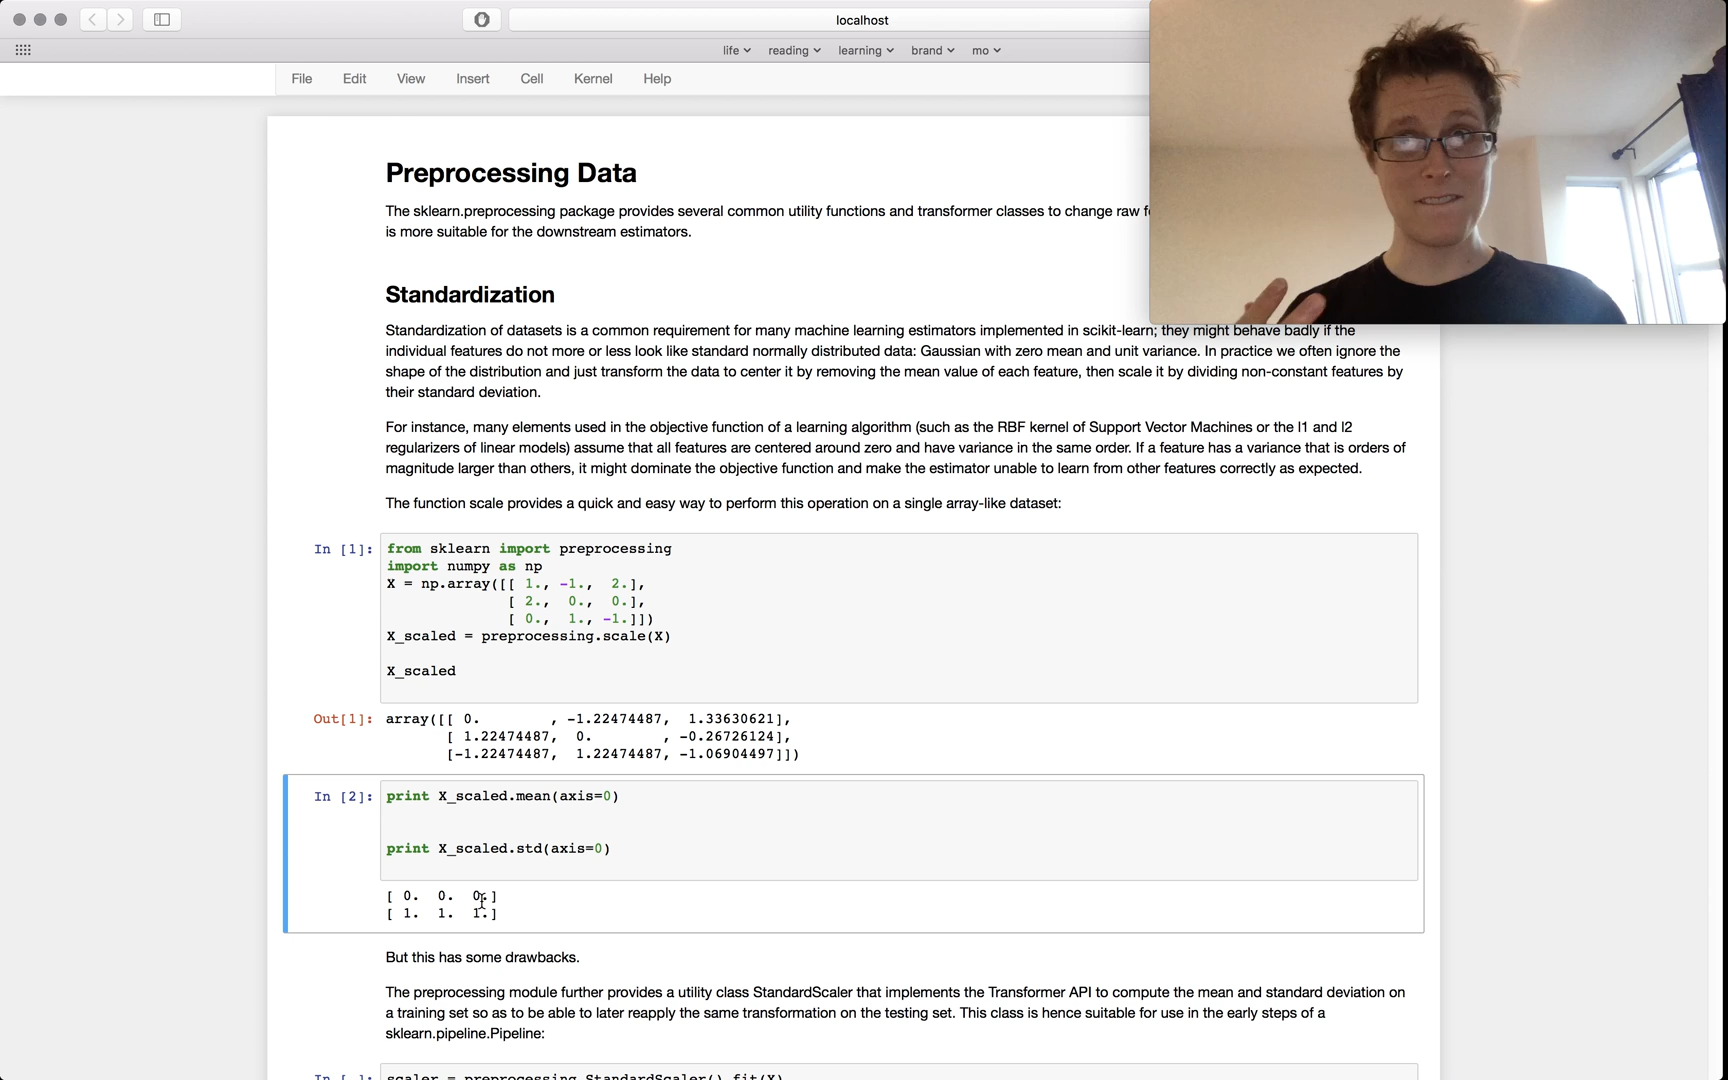 localhost
life reading learning brand mo
File Edit View Insert Cell Kernel Help
Preprocessing Data
The sklearn.preprocessing package provides several common utility functions and transformer classes to change raw
is more suitable for the downstream estimators.
Standardization
Standardization of datasets is a common requirement for many machine learning estimators implemented in scikit-learn; they might behave badly if the
individual features do not more or less look like standard normally distributed data: Gaussian with zero mean and unit variance. In practice we often ignore the
shape of the distribution and just transform the data to center it by removing the mean value of each feature, then scale it by dividing non-constant features by
their standard deviation.
For instance, many elements used in the objective function of a learning algorithm (such as the RBF kernel of Support Vector Machines or the l1 and l2
regularizers of linear models) assume that all features are centered around zero and have variance in the same order. If a feature has a variance that is orders of
magnitude larger than others, it might dominate the objective function and make the estimator unable to learn from other features correctly as expected.
The function scale provides a quick and easy way to perform this operation on a single array-like dataset:
In [1]: from sklearn import preprocessing
import numpy as np
X = np.array([[ 1., -1., 2.],
[ 2., 0., 0.],
[ 0., 1., -1.]])
X_scaled = preprocessing.scale(X)
X_scaled
Out[1]: array([[ 0. , -1.22474487, 1.33630621],
[ 1.22474487, 0. , -0.26726124],
[-1.22474487, 1.22474487, -1.06904497]])
In [2]: print X_scaled.mean(axis=0)
print X_scaled.std(axis=0)
[ 0. 0. 0.]
[ 1. 1. 1.]
But this has some drawbacks.
The preprocessing module further provides a utility class StandardScaler that implements the Transformer API to compute the mean and standard deviation on
a training set so as to be able to later reapply the same transformation on the testing set. This class is hence suitable for use in the early steps of a
sklearn.pipeline.Pipeline:
In [ ]: scaler = preprocessing.StandardScaler().fit(X)